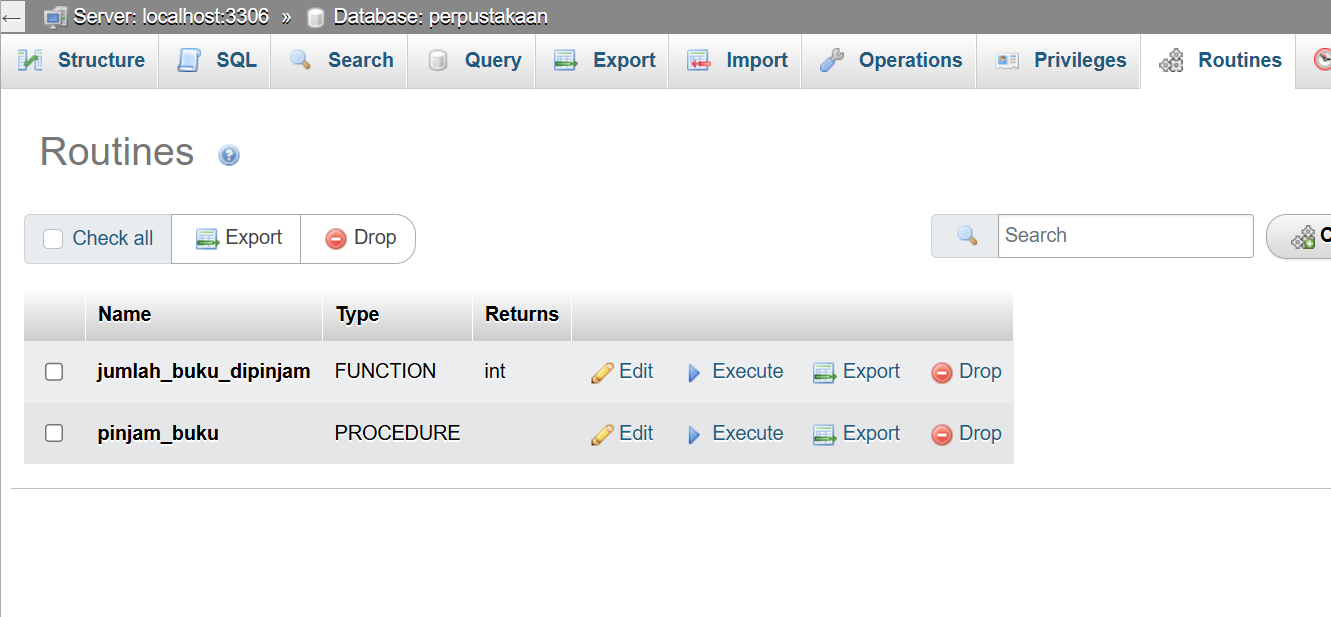 Server: localhost:3306 » Database: perpustakaan
Structure SQL Search Query Export Import Operations Privileges Routines
Routines
Check all Export Drop Search
Name Type Returns
jumlah_buku_dipinjam FUNCTION int Edit Execute Export Drop
pinjam_buku PROCEDURE Edit Execute Export Drop